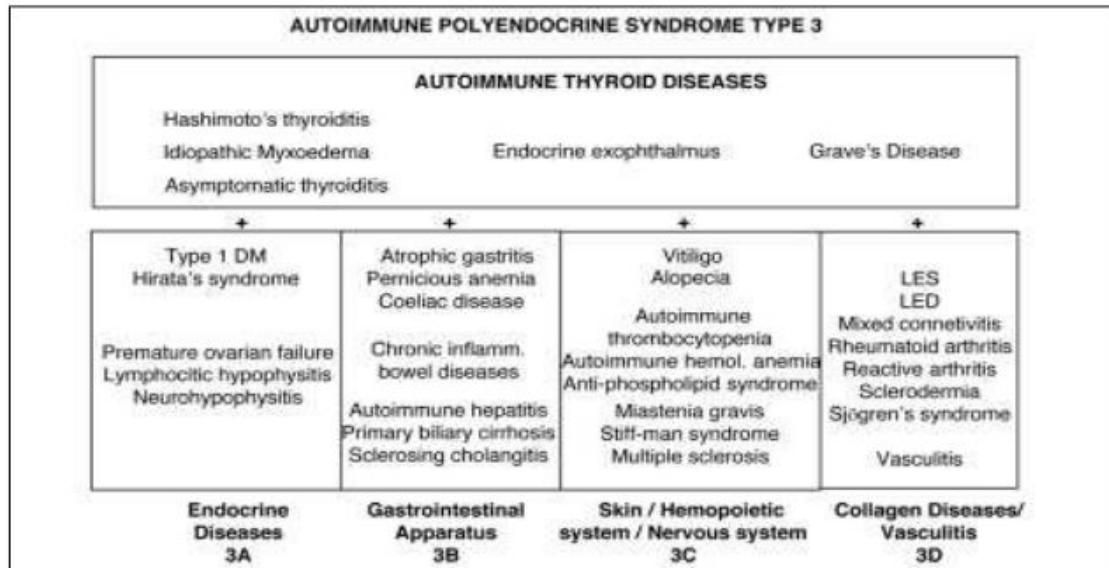 AUTOIMMUNE POLYENDOCRINE SYNDROME TYPE 3
AUTOIMMUNE THYROID DISEASES
Hashimoto's thyroiditis
Idiopathic Myxoedema
Endocrine exophthalmus
Grave's Disease
Asymptomatic thyroiditis
+
+
+
+
Type 1 DM
Hirata's syndrome
Premature ovarian failure
Lymphocitic hypophysitis
Neurohypophysitis
Atrophic gastritis
Pernicious anemia
Coeliac disease
Chronic inflamm.
bowel diseases
Autoimmune hepatitis
Primary biliary cirrhosis
Sclerosing cholangitis
Vitiligo
Alopecia
Autoimmune
thrombocytopenia
Autoimmune hemol. anemia
Anti-phospholipid syndrome
Miastenia gravis
Stiff-man syndrome
Multiple sclerosis
LES
LED
Mixed connetivitis
Rheumatoid arthritis
Reactive arthritis
Sclerodermia
Sjögren's syndrome
Vasculitis
Endocrine
Diseases
3A
Gastrointestinal
Apparatus
3B
Skin / Hemopoietic
system / Nervous system
3C
Collagen Diseases/
Vasculitis
3D